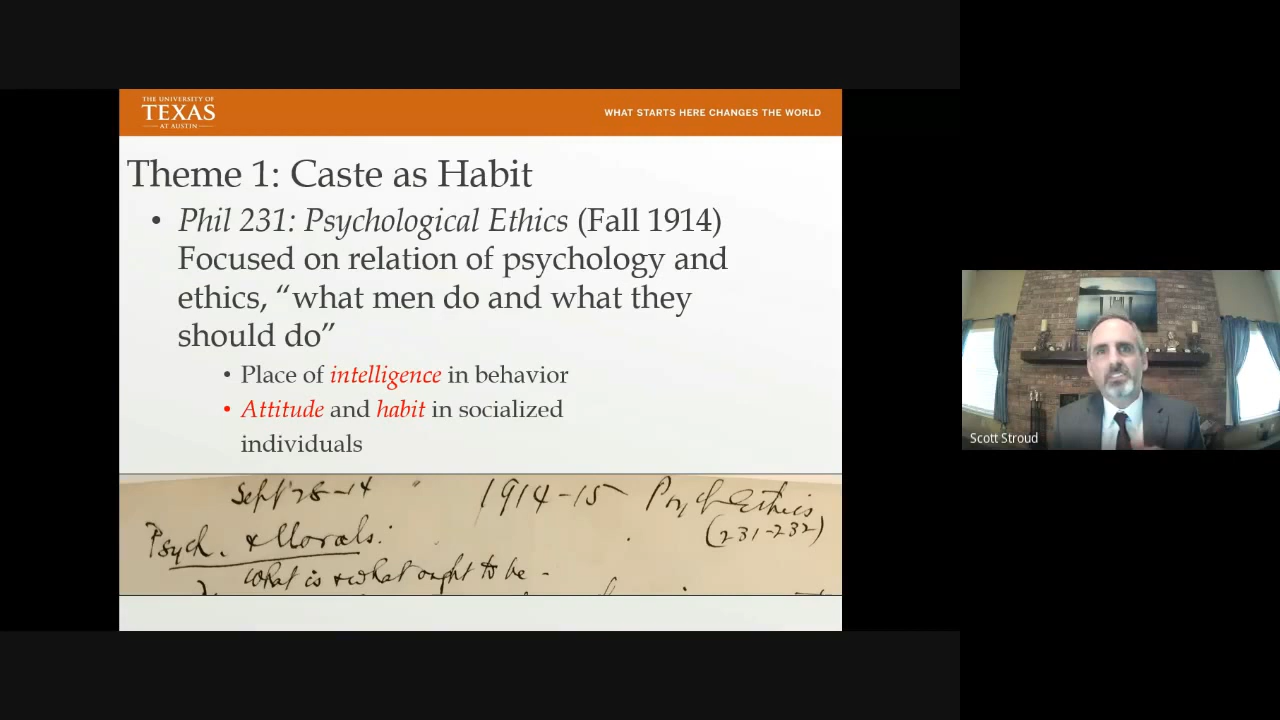 THE UNIVERSITY OF
TEXAS
AT AUSTIN
WHAT STARTS HERE CHANGES THE WORLD
Theme 1: Caste as Habit
• Phil 231: Psychological Ethics (Fall 1914)
Focused on relation of psychology and
ethics, “what men do and what they
should do”
• Place of intelligence in behavior
• Attitude and habit in socialized
individuals
Sept 28-14 1914-15 Psy of Ethics
(231-232)
Psych. & Morals:
What is & what ought to be -
Scott Stroud